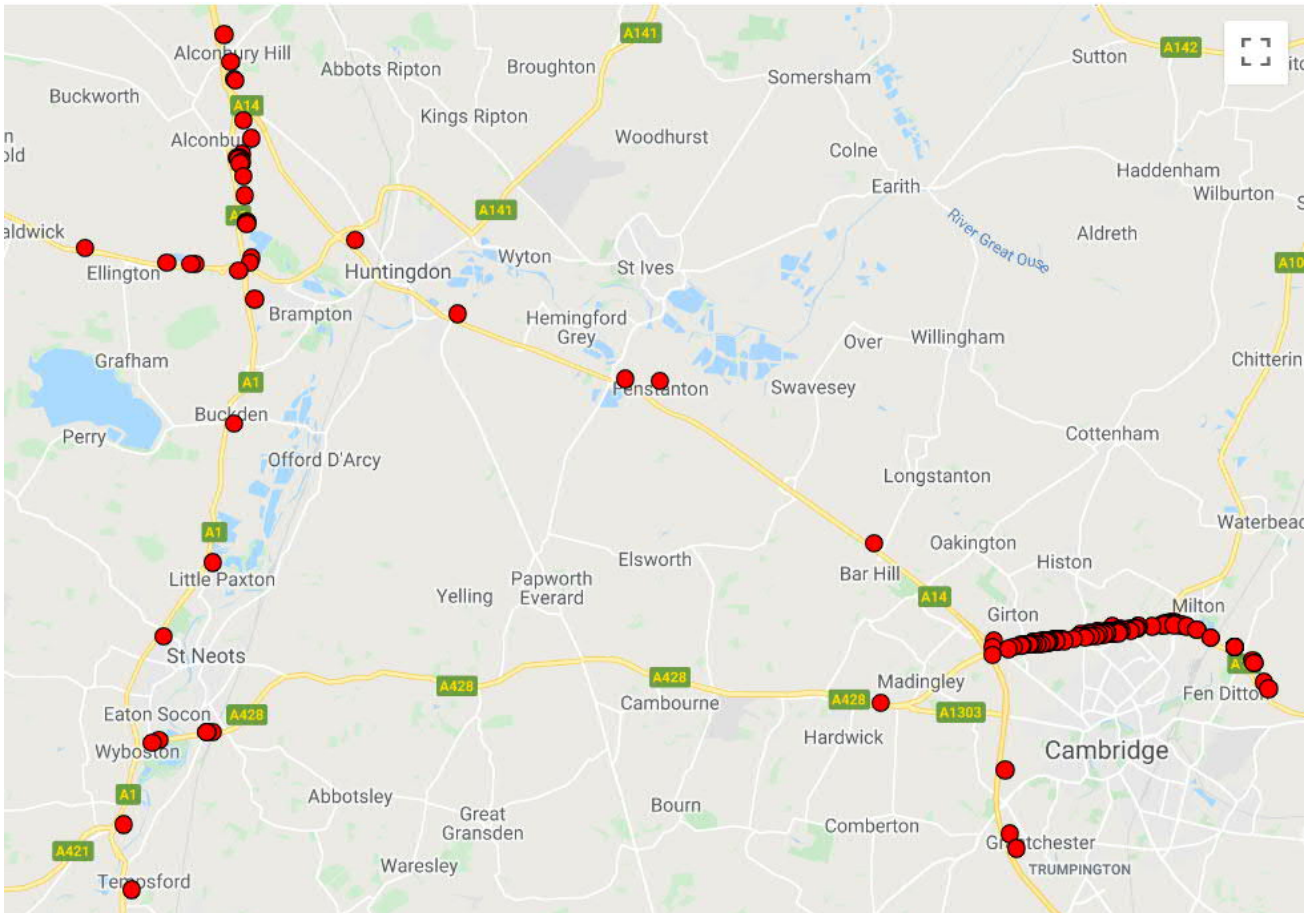 A141
A142
Alconbury Hill
Abbots Ripton
Broughton
Somersham
Sutton
Buckworth
A14
Kings Ripton
Woodhurst
Colne
Haddenham
Earith
Wilburton
A141
River Great Ouse
Aldreth
Ellington
Huntingdon
Wyton
St Ives
A10
Brampton
Hemingford
Grey
Over
Willingham
Grafham
Chitterin
A1
Swavesey
Buckden
Perry
Cottenham
Offord D'Arcy
Longstanton
A1
Waterbeac
Little Paxton
Elsworth
Oakington
Histon
Yelling
Papworth
Everard
Bar Hill
A14
Girton
Milton
St Neots
A428
A428
Madingley
Fen Ditton
Eaton Socon
A428
Cambourne
A428
A1303
Wyboston
Hardwick
Cambridge
A1
Abbotsley
Great
Gransden
Bourn
Comberton
A421
Waresley
TRUMPINGTON